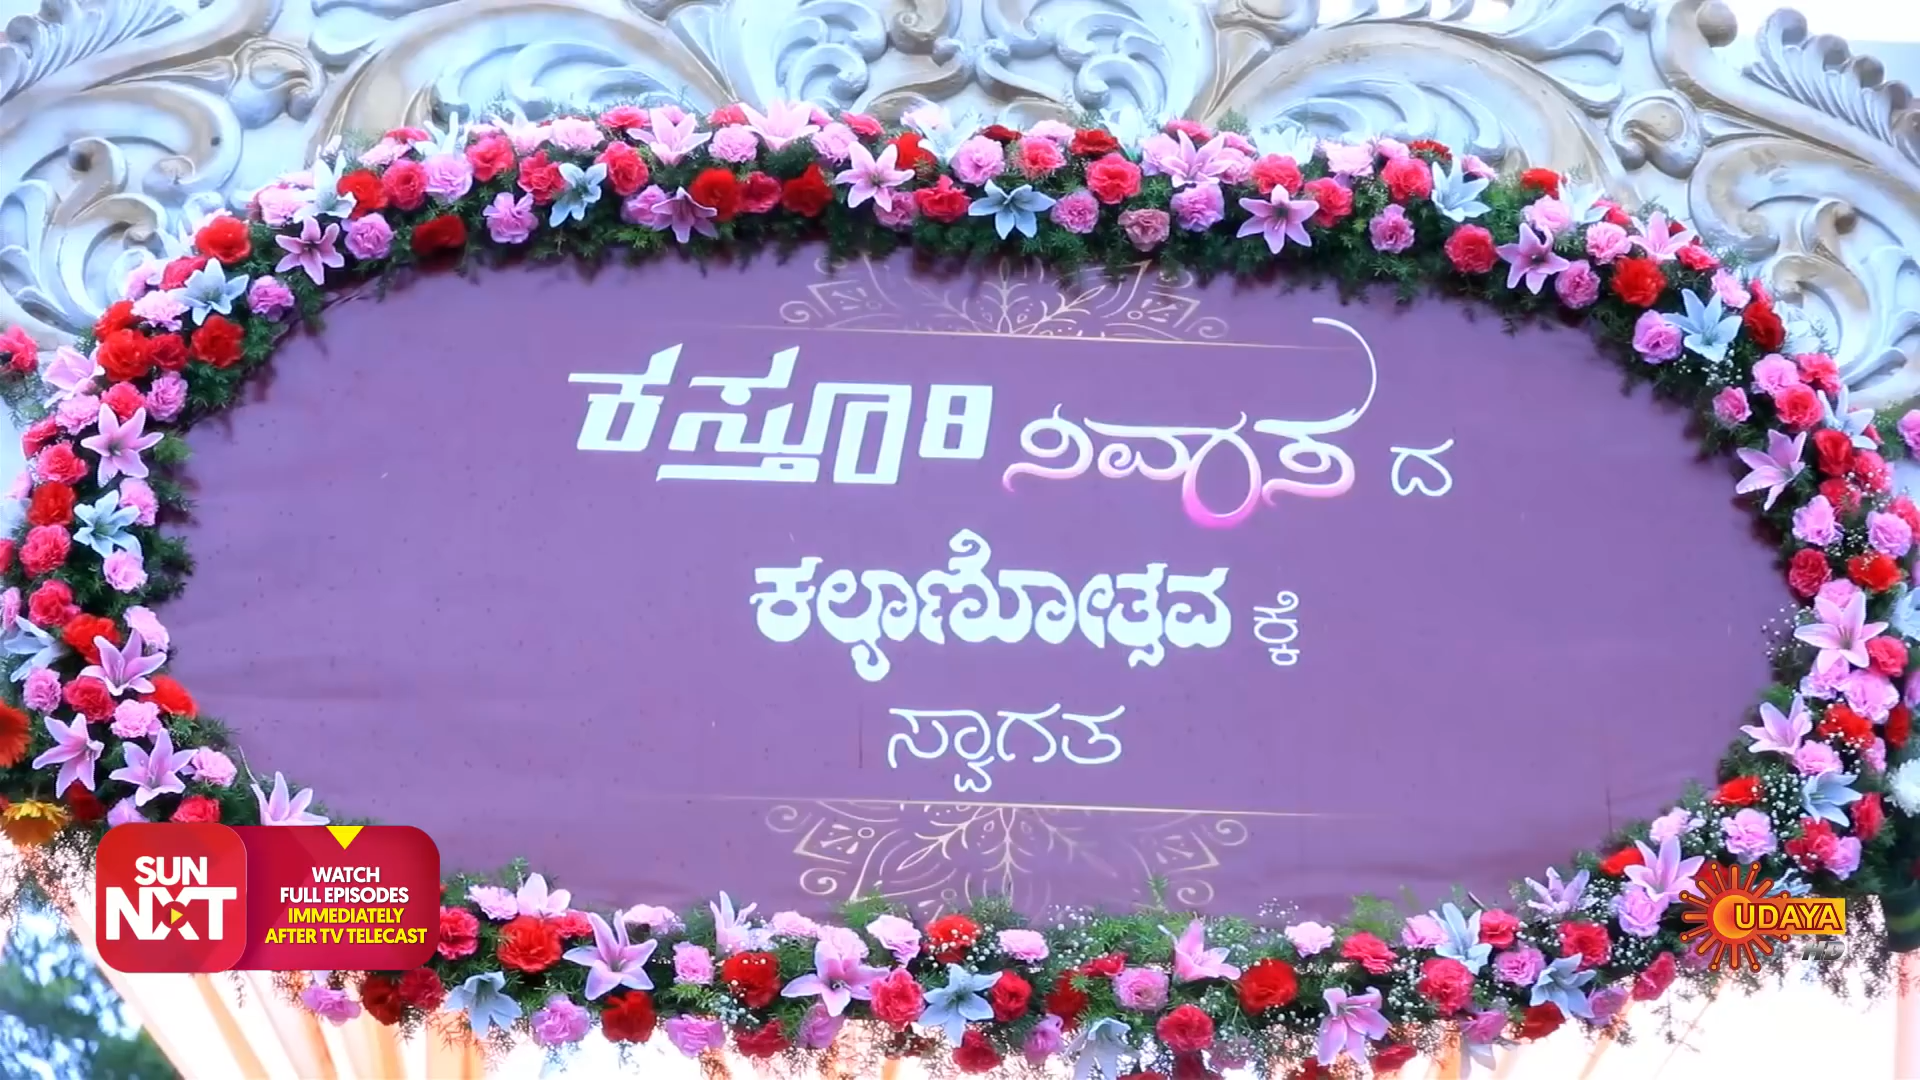 ಕಸ್ತೂರಿ ನಿವಾಸ ದ
ಕಲ್ಯಾಣೋತ್ಸವ ಕೆ
ಸ್ವಾಗತ
SUN
NXT
WATCH
FULL EPISODES
IMMEDIATELY
AFTER TV TELECAST
UDAYA
HD